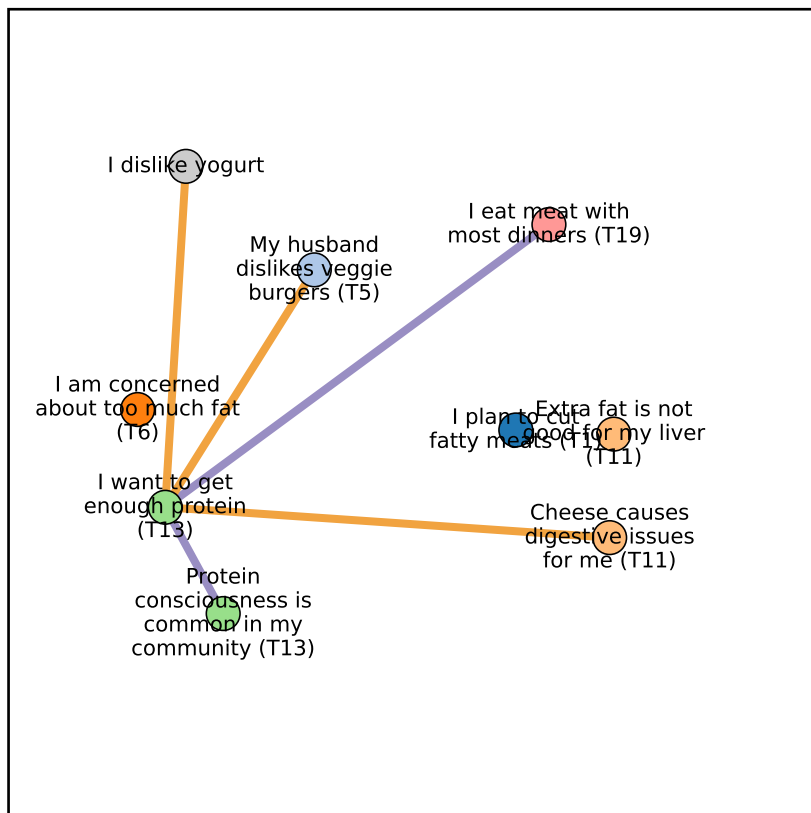 I dislike yogurt
I eat meat with
most dinners (T19)
My husband
dislikes veggie
burgers (T5)
I am concerned
about too much fat
(T6)
I plan to cut
fatty meats (T1)
Extra fat is not
good for my liver
(T11)
I want to get
enough protein
(T13)
Cheese causes
digestive issues
for me (T11)
Protein
consciousness is
common in my
community (T13)